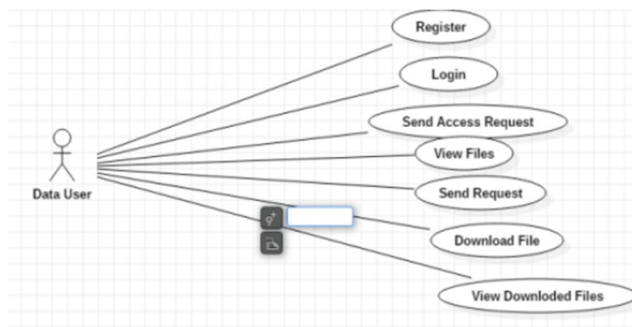 Register
Login
Send Access Request
View Files
Data User
Send Request
Download File
View Downloded Files